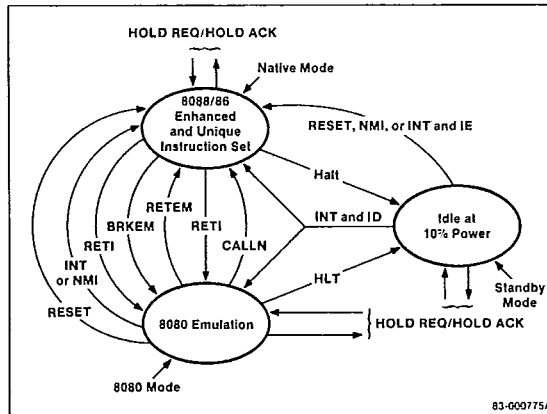 HOLD REQ/HOLD ACK
Native Mode
8088/86
Enhanced
and Unique
Instruction Set
RESET, NMI, or INT and IE
Halt
RETEM
BRKEM
RETI
RETI
CALLN
INT
or NMI
RESET
INT and ID
Idle at
10% Power
HLT
Standby
Mode
8080 Emulation
HOLD REQ/HOLD ACK
8080 Mode